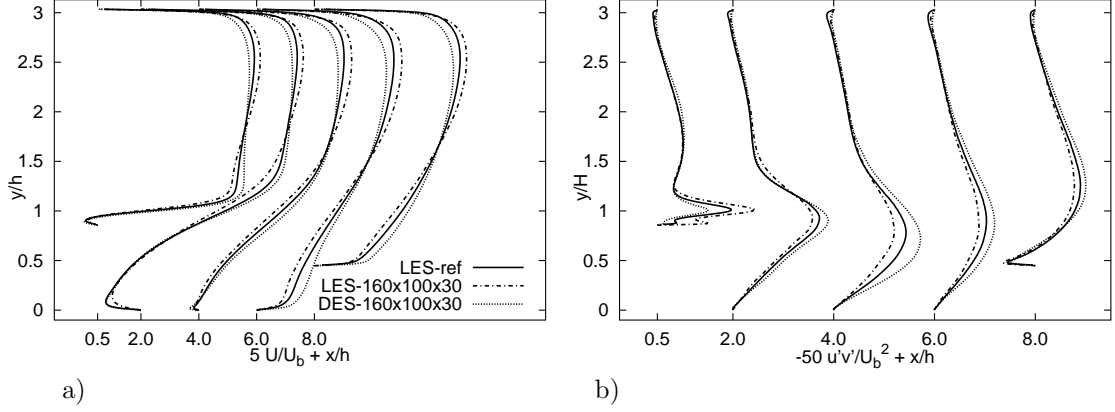 3
2.5
2
1.5
1
0.5
0
y/h
0.5 2.0 4.0 6.0 8.0
5 U/U_b + x/h
LES-ref
LES-160x100x30
DES-160x100x30
a)
3
2.5
2
1.5
1
0.5
0
y/H
0.5 2.0 4.0 6.0 8.0
-50 u'v'/U_b^2 + x/h
b)